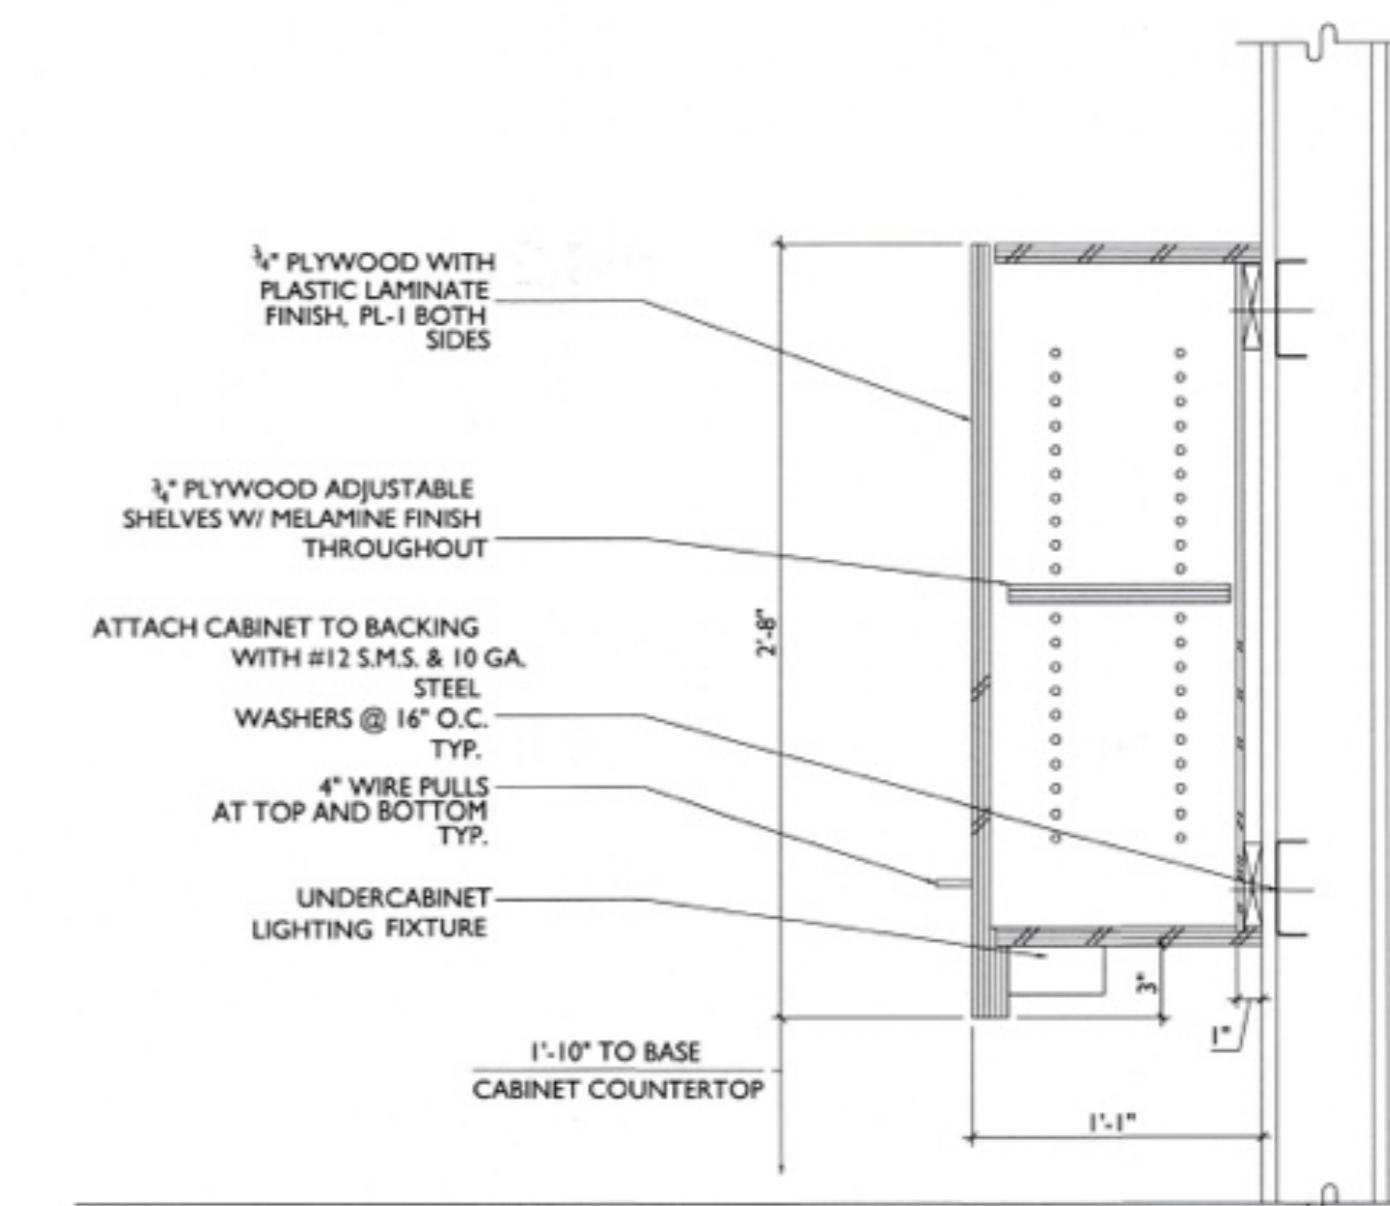 ¾" PLYWOOD WITH
PLASTIC LAMINATE
FINISH, PL-1 BOTH
SIDES
¾" PLYWOOD ADJUSTABLE
SHELVES W/ MELAMINE FINISH
THROUGHOUT
2'-8"
ATTACH CABINET TO BACKING
WITH #12 S.M.S. & 10 GA.
STEEL
WASHERS @ 16" O.C.
TYP.
4" WIRE PULLS
AT TOP AND BOTTOM
TYP.
UNDERCABINET
LIGHTING FIXTURE
3"
1"
1'-10" TO BASE
CABINET COUNTERTOP
1'-1"